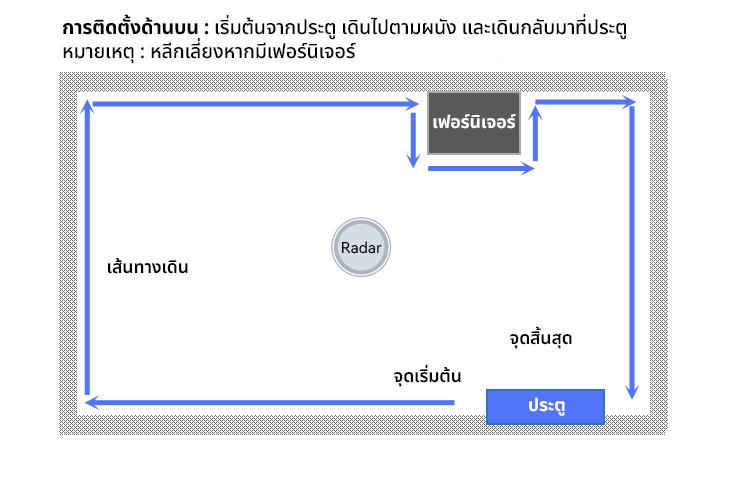 การติดตั้งด้านบน : เริ่มต้นจากประตู เดินไปตามผนัง และเดินกลับมาที่ประตู
หมายเหตุ : หลีกเลี่ยงหากมีเฟอร์นิเจอร์
เฟอร์นิเจอร์
Radar
เส้นทางเดิน
จุดสิ้นสุด
จุดเริ่มต้น
ประตู